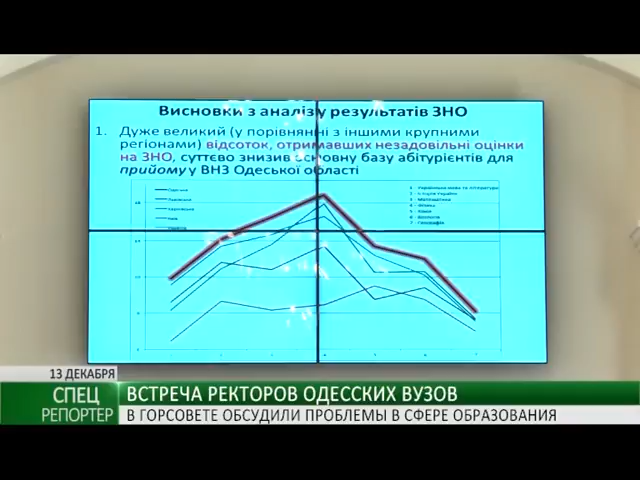 Висновки з аналізу результатів ЗНО
1. Дуже великий (у порівнянні з іншими крупними
регіонами) відсоток, отримавших незадовільні оцінки
на ЗНО, суттєво знизив основну базу абітурієнтів для
прийому у ВНЗ Одеської області
13 ДЕКАБРЯ
СПЕЦ
РЕПОРТЕР
ВСТРЕЧА РЕКТОРОВ ОДЕССКИХ ВУЗОВ
В ГОРСОВЕТЕ ОБСУДИЛИ ПРОБЛЕМЫ В СФЕРЕ ОБРАЗОВАНИЯ